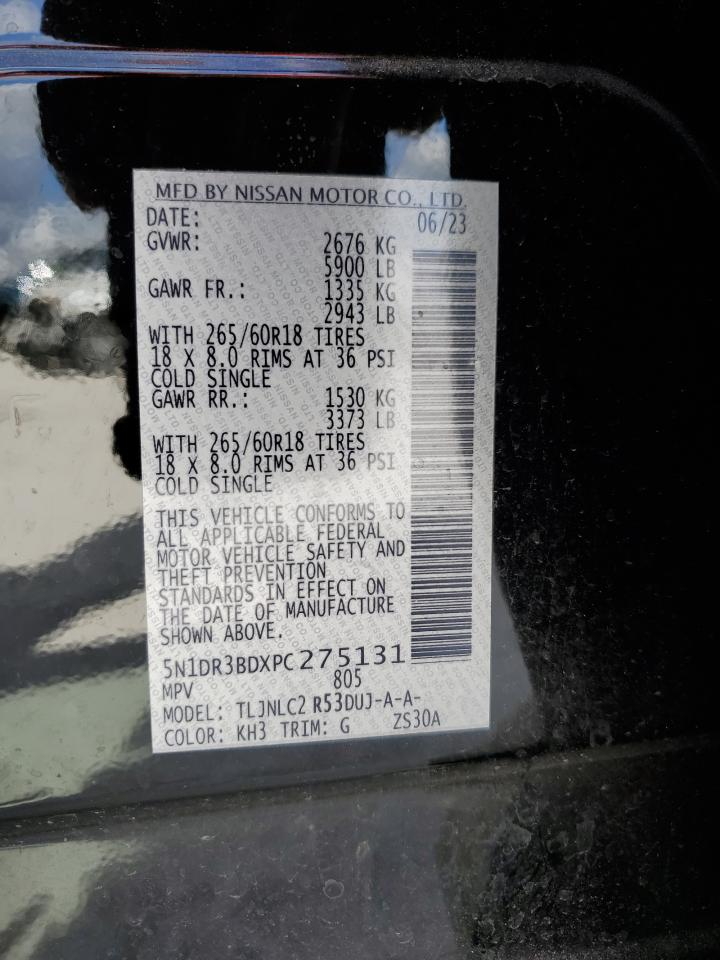 MFD BY NISSAN MOTOR CO., LTD.
DATE: 06/23
GVWR: 2676 KG
5900 LB
GAWR FR.: 1335 KG
2943 LB
WITH 265/60R18 TIRES
18 X 8.0 RIMS AT 36 PSI
COLD SINGLE
GAWR RR.: 1530 KG
3373 LB
WITH 265/60R18 TIRES
18 X 8.0 RIMS AT 36 PSI
COLD SINGLE
THIS VEHICLE CONFORMS TO
ALL APPLICABLE FEDERAL
MOTOR VEHICLE SAFETY AND
THEFT PREVENTION
STANDARDS IN EFFECT ON
THE DATE OF MANUFACTURE
SHOWN ABOVE.
5N1DR3BDXPC275131
MPV 805
MODEL: TLJNLC2 R53DUJ-A-A-
COLOR: KH3 TRIM: G ZS30A